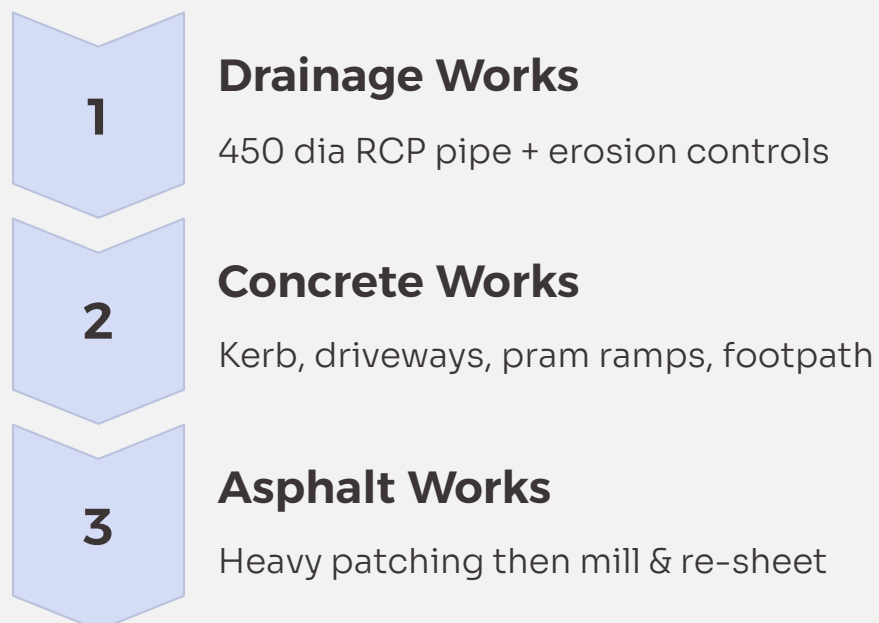 1
Drainage Works
450 dia RCP pipe + erosion controls
2
Concrete Works
Kerb, driveways, pram ramps, footpath
3
Asphalt Works
Heavy patching then mill & re-sheet